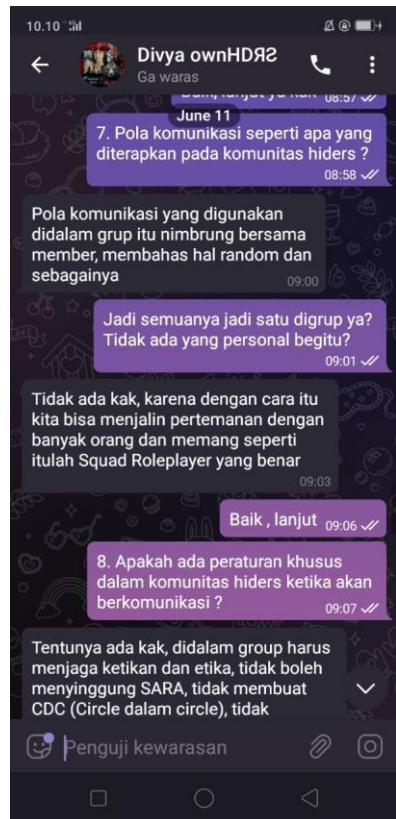 10.10
Divya ownHDЯƧ
Ga waras
Baik, lanjut ya kak 08:57
June 11
7. Pola komunikasi seperti apa yang
diterapkan pada komunitas hiders ?
08:58
Pola komunikasi yang digunakan
didalam grup itu nimbrung bersama
member, membahas hal random dan
sebagainya
09:00
Jadi semuanya jadi satu digrup ya?
Tidak ada yang personal begitu?
09:01
Tidak ada kak, karena dengan cara itu
kita bisa menjalin pertemanan dengan
banyak orang dan memang seperti
itulah Squad Roleplayer yang benar
09:03
Baik , lanjut 09:06
8. Apakah ada peraturan khusus
dalam komunitas hiders ketika akan
berkomunikasi ?
09:07
Tentunya ada kak, didalam group harus
menjaga ketikan dan etika, tidak boleh
menyinggung SARA, tidak membuat
CDC (Circle dalam circle), tidak
Penguji kewarasan